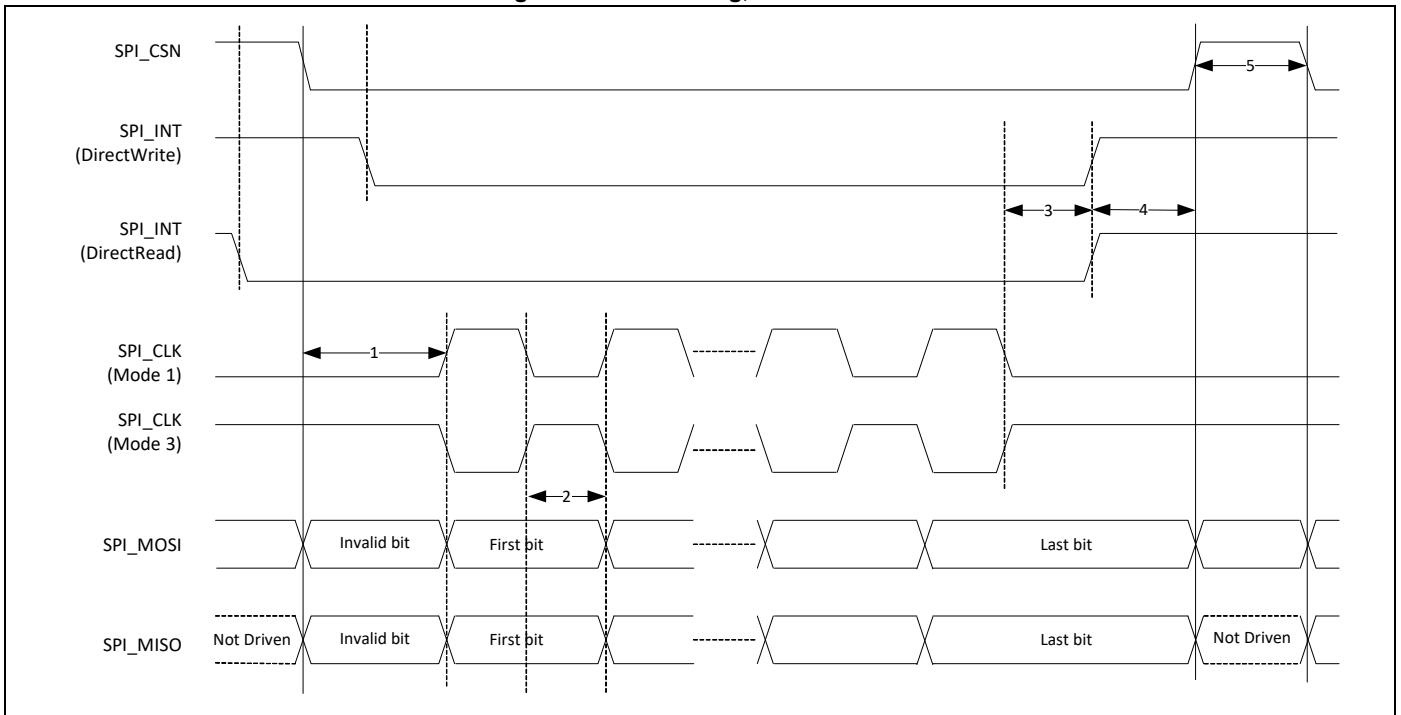 SPI_CSN
5
SPI_INT
(DirectWrite)
3
4
SPI_INT
(DirectRead)
SPI_CLK
(Mode 1)
1
SPI_CLK
(Mode 3)
2
SPI_MOSI
Invalid bit
First bit
Last bit
SPI_MISO
Not Driven
Invalid bit
First bit
Last bit
Not Driven